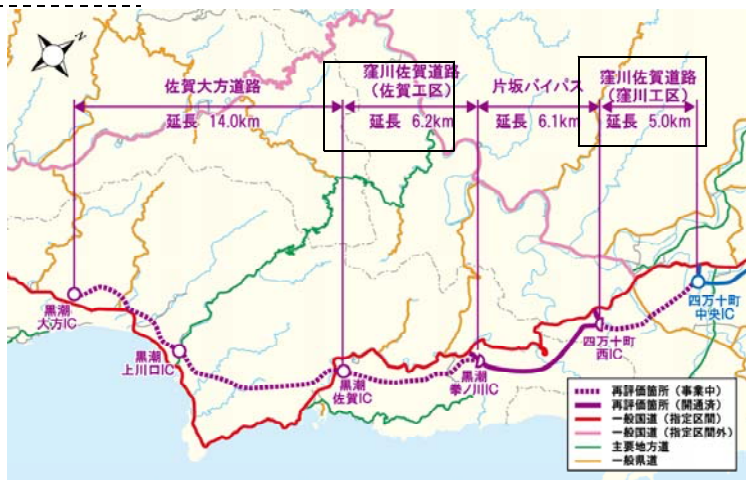 N
佐賀大方道路
延長 14.0km
窪川佐賀道路
(佐賀工区)
延長 6.2km
片坂バイパス
延長 6.1km
窪川佐賀道路
(窪川工区)
延長 5.0km
黒潮
大方IC
黒潮
上川口IC
黒潮
佐賀IC
黒潮
拳ノ川IC
四万十町
西IC
四万十町
中央IC
再評価箇所(事業中)
再評価箇所(開通済)
一般国道(指定区間)
一般国道(指定区間外)
主要地方道
一般県道